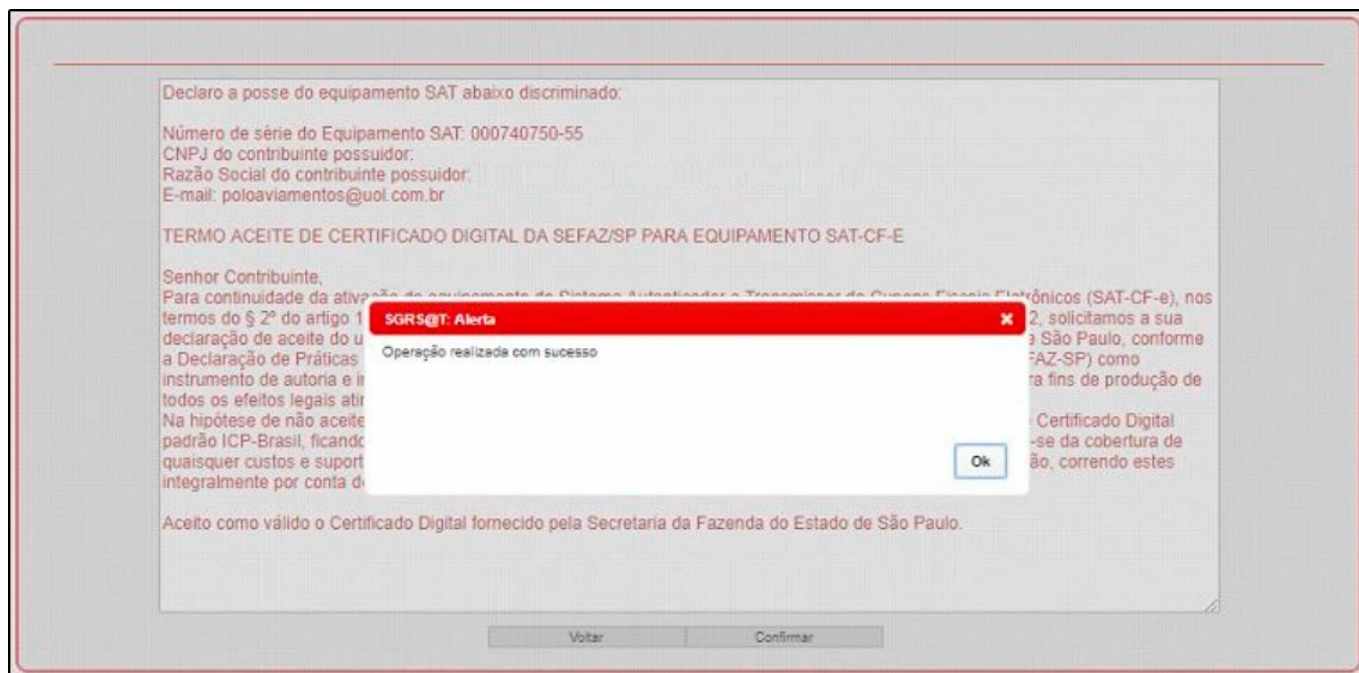 Declaro a posse do equipamento SAT abaixo discriminado:
Número de série do Equipamento SAT: 000740750-55
CNPJ do contribuinte possuidor:
Razão Social do contribuinte possuidor:
E-mail: poloaviamentos@uol.com.br
TERMO ACEITE DE CERTIFICADO DIGITAL DA SEFAZ/SP PARA EQUIPAMENTO SAT-CF-E
Senhor Contribuinte,
Para continuidade da ativação do equipamento do Sistema Autenticador e Transmissor de Cupons Fiscais Eletrônicos (SAT-CF-e), nos
termos do § 2º do artigo 1 2, solicitamos a sua
declaração de aceite do u e São Paulo, conforme
a Declaração de Práticas FAZ-SP) como
instrumento de autoria e ra fins de produção de
todos os efeitos legais
Na hipótese de não aceite Certificado Digital
padrão ICP-Brasil, ficando -se da cobertura de
quaisquer custos e suport ão, correndo estes
integralmente por conta d
Aceito como válido o Certificado Digital fornecido pela Secretaria da Fazenda do Estado de São Paulo.
SGRS@T: Alerta
Operação realizada com sucesso
Ok
Voltar Confirmar